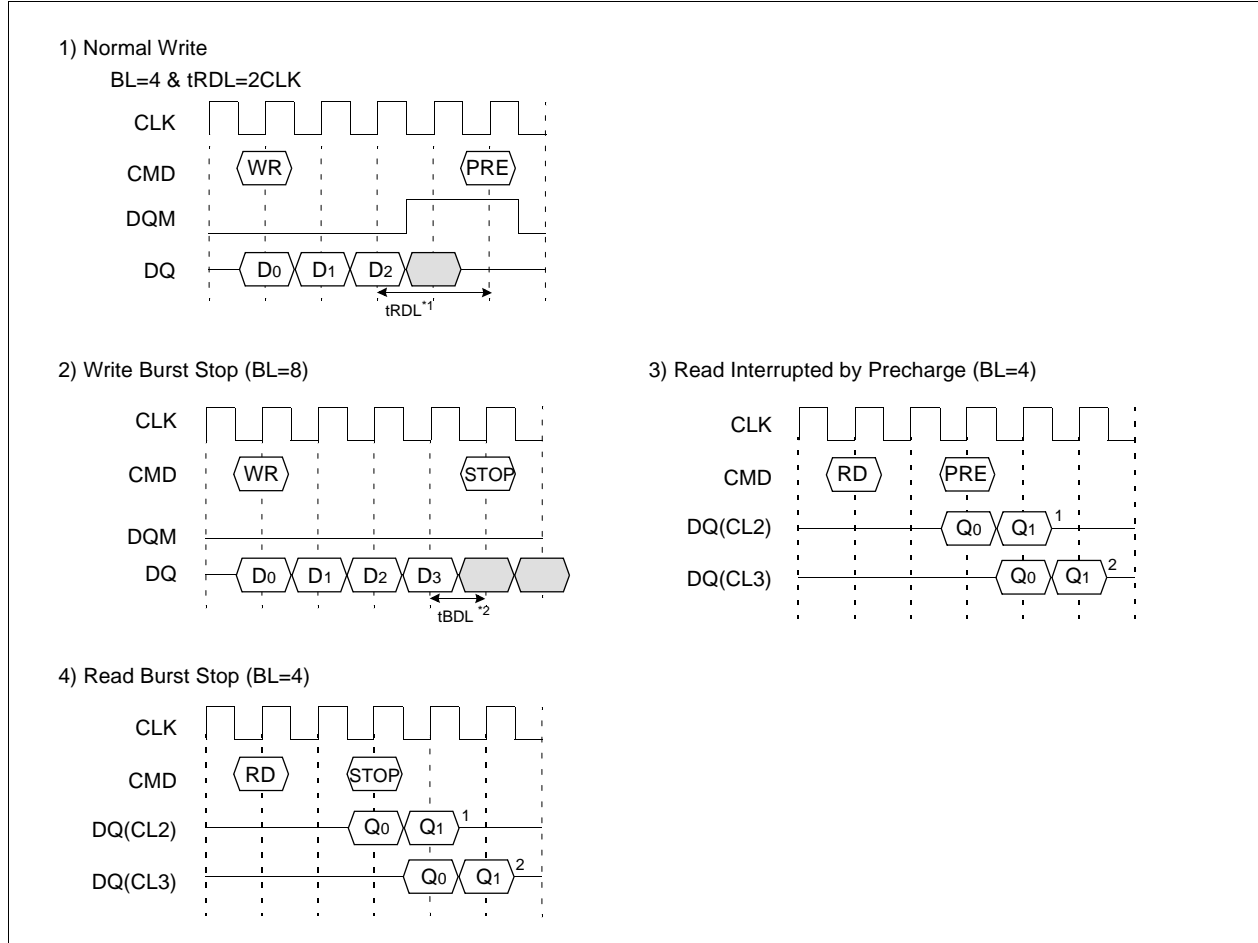 1) Normal Write
BL=4 & tRDL=2CLK
CLK
CMD WR PRE
DQM
DQ D0 D1 D2
tRDL*1
2) Write Burst Stop (BL=8)
CLK
CMD WR STOP
DQM
DQ D0 D1 D2 D3
tBDL *2
3) Read Interrupted by Precharge (BL=4)
CLK
CMD RD PRE
DQ(CL2) Q0 Q1 1
DQ(CL3) Q0 Q1 2
4) Read Burst Stop (BL=4)
CLK
CMD RD STOP
DQ(CL2) Q0 Q1 1
DQ(CL3) Q0 Q1 2